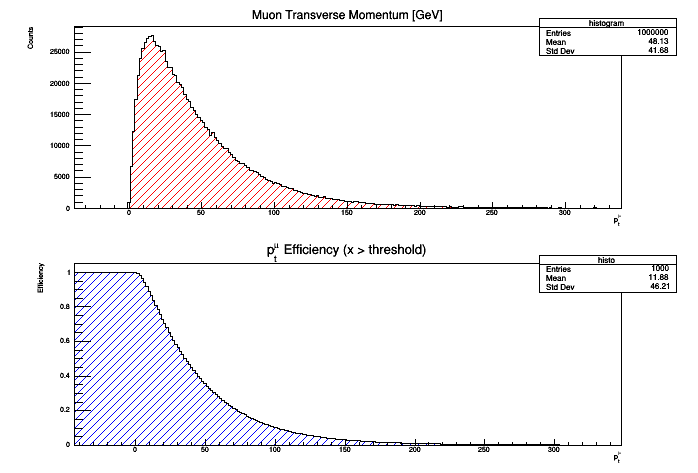 Muon Transverse Momentum [GeV]
histogram
Entries 1000000
Mean 48.13
Std Dev 41.68
Counts
25000
20000
15000
10000
5000
0
0 50 100 150 200 250 300
p_t^μ
p_t^μ Efficiency (x > threshold)
histo
Entries 1000
Mean 11.88
Std Dev 46.21
Efficiency
1
0.8
0.6
0.4
0.2
0
0 50 100 150 200 250 300
p_t^μ